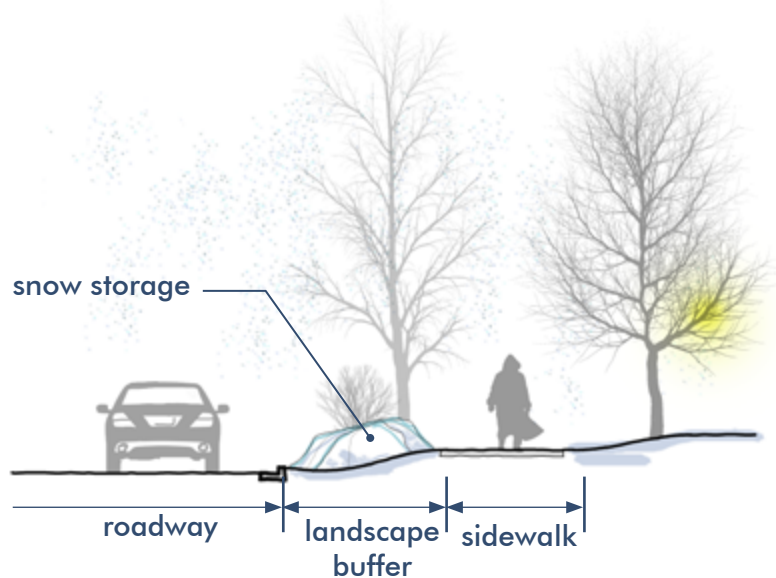 snow storage
roadway
landscape
buffer
sidewalk